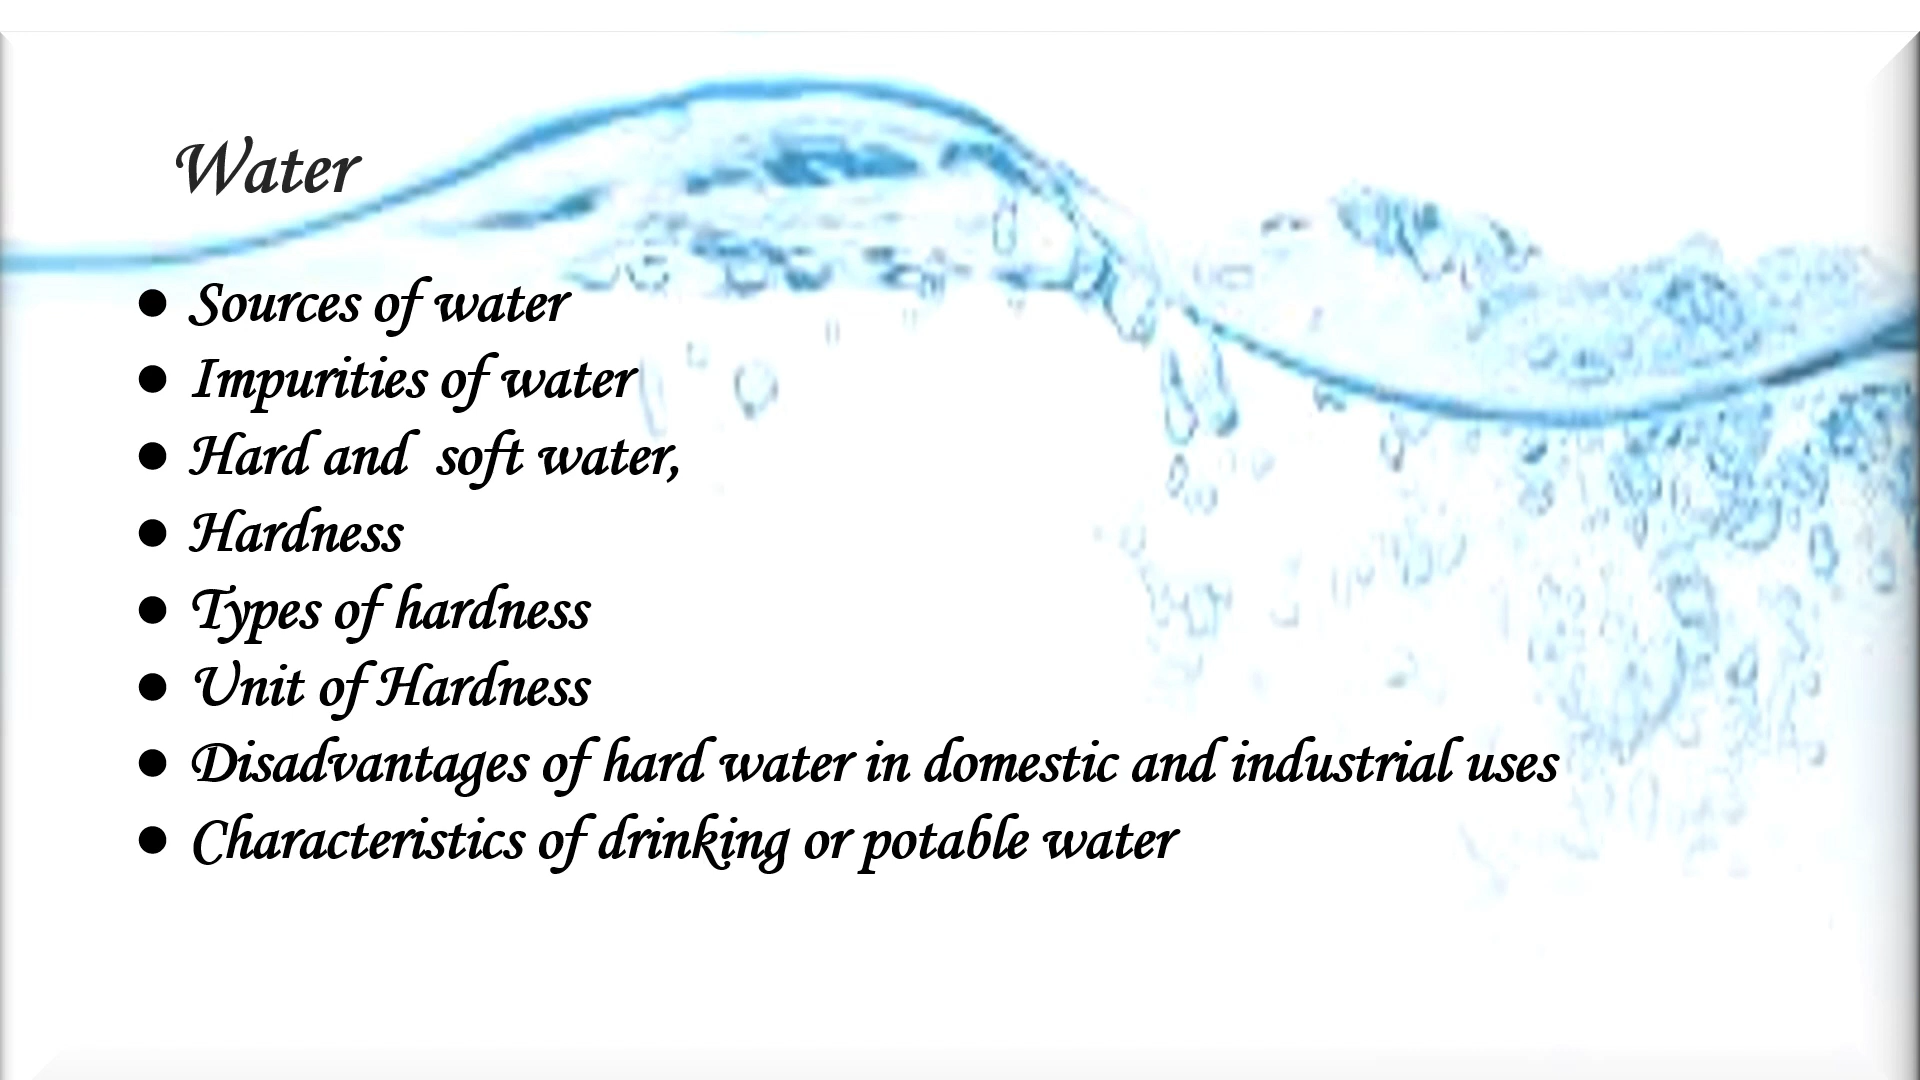 Water
● Sources of water
● Impurities of water
● Hard and  soft water,
● Hardness
● Types of hardness
● Unit of Hardness
● Disadvantages of hard water in domestic and industrial uses
● Characteristics of drinking or potable water